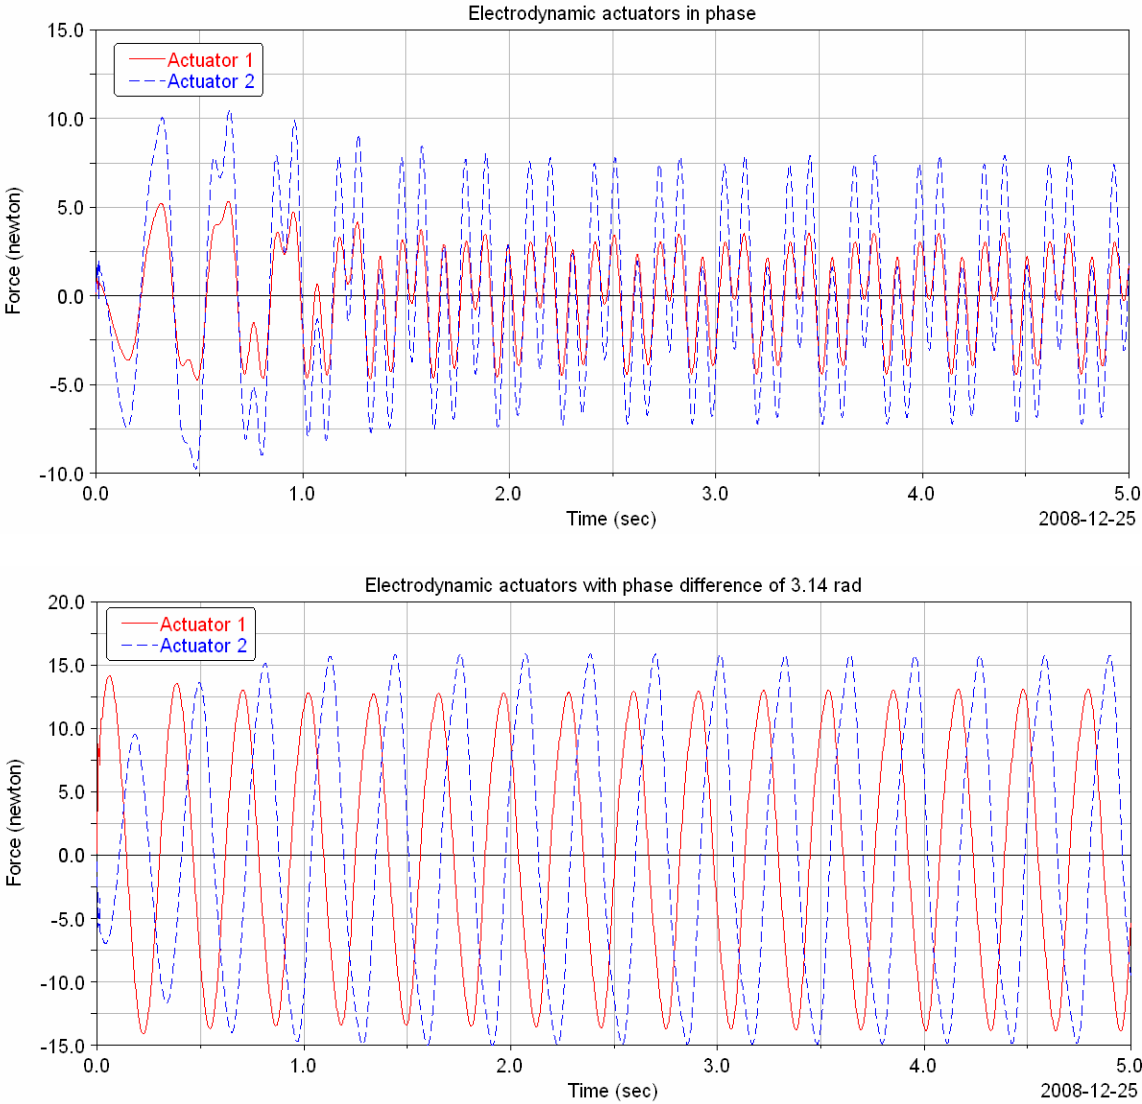 Electrodynamic actuators in phase
15.0
Actuator 1
Actuator 2
10.0
5.0
0.0
-5.0
-10.0
Force (newton)
0.0 1.0 2.0 3.0 4.0 5.0
Time (sec)
2008-12-25
Electrodynamic actuators with phase difference of 3.14 rad
20.0
Actuator 1
Actuator 2
15.0
10.0
5.0
0.0
-5.0
-10.0
-15.0
Force (newton)
0.0 1.0 2.0 3.0 4.0 5.0
Time (sec)
2008-12-25